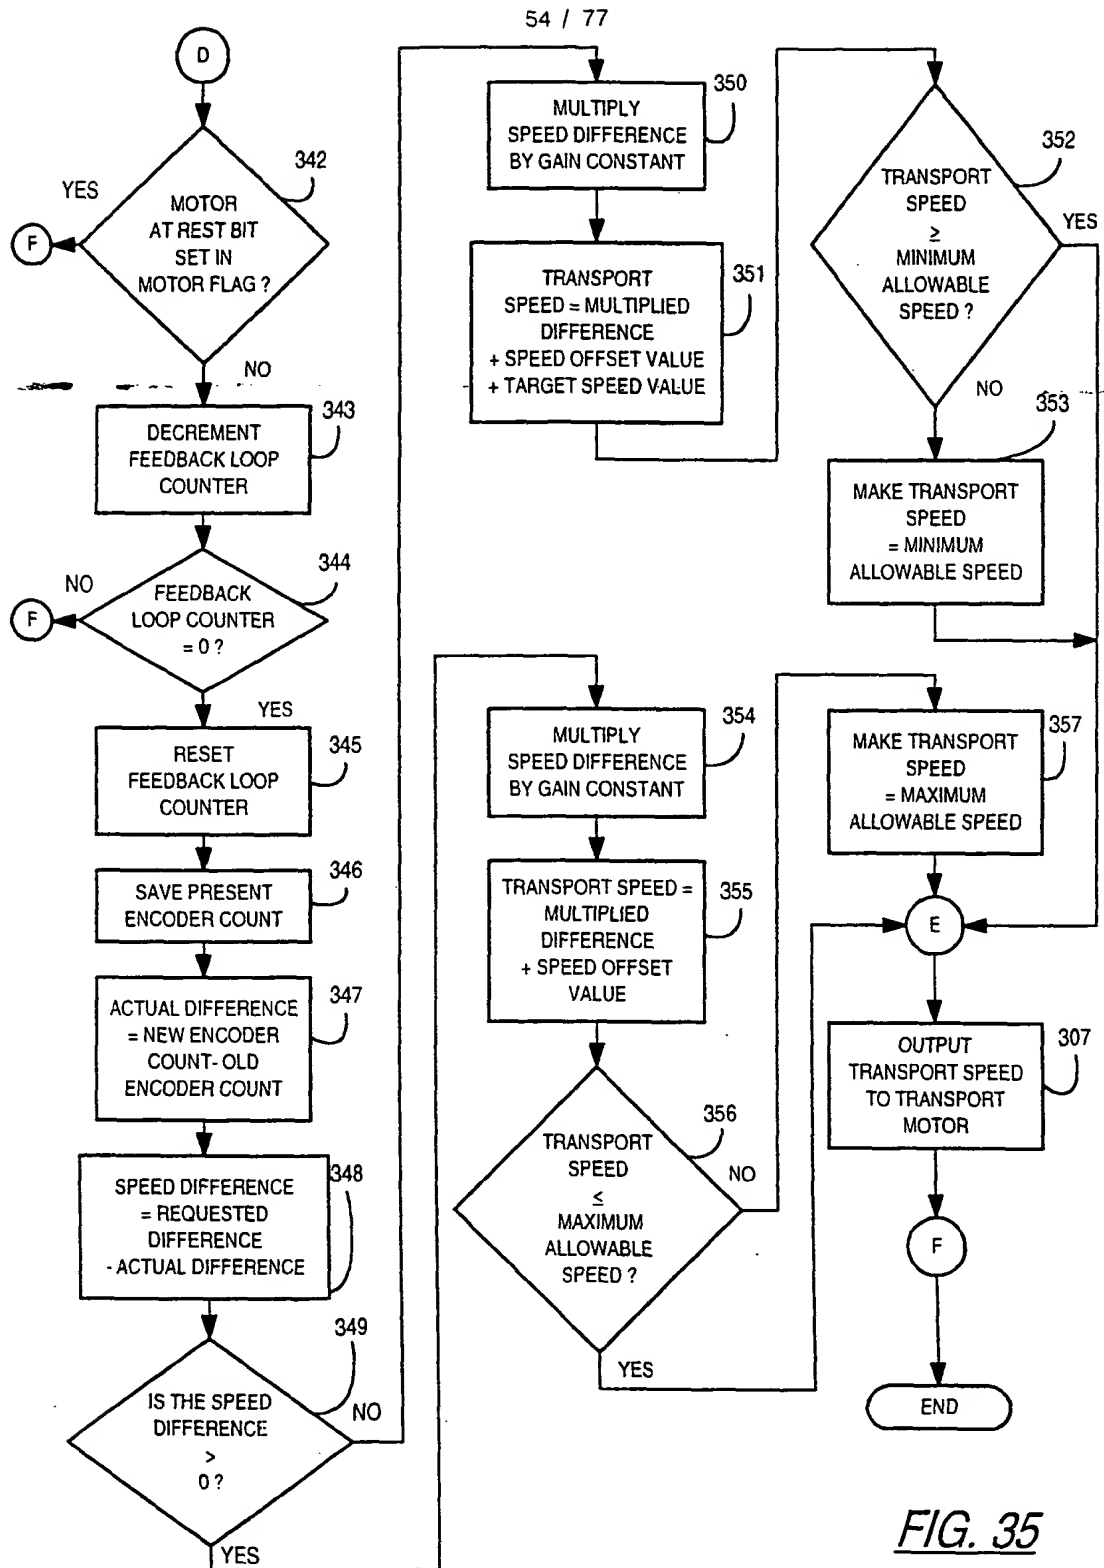 54 / 77
D
342
YES
MOTOR
AT REST BIT
SET IN
MOTOR FLAG ?
F
NO
343
DECREMENT
FEEDBACK LOOP
COUNTER
344
NO
FEEDBACK
LOOP COUNTER
= 0 ?
F
YES
345
RESET
FEEDBACK LOOP
COUNTER
346
SAVE PRESENT
ENCODER COUNT
347
ACTUAL DIFFERENCE
= NEW ENCODER
COUNT- OLD
ENCODER COUNT
348
SPEED DIFFERENCE
= REQUESTED
DIFFERENCE
- ACTUAL DIFFERENCE
349
IS THE SPEED
DIFFERENCE
>
0 ?
NO
YES
350
MULTIPLY
SPEED DIFFERENCE
BY GAIN CONSTANT
351
TRANSPORT
SPEED = MULTIPLIED
DIFFERENCE
+ SPEED OFFSET VALUE
+ TARGET SPEED VALUE
352
TRANSPORT
SPEED
≥
MINIMUM
ALLOWABLE
SPEED ?
YES
NO
353
MAKE TRANSPORT
SPEED
= MINIMUM
ALLOWABLE SPEED
354
MULTIPLY
SPEED DIFFERENCE
BY GAIN CONSTANT
355
TRANSPORT SPEED =
MULTIPLIED
DIFFERENCE
+ SPEED OFFSET
VALUE
356
TRANSPORT
SPEED
≤
MAXIMUM
ALLOWABLE
SPEED ?
NO
YES
357
MAKE TRANSPORT
SPEED
= MAXIMUM
ALLOWABLE SPEED
E
307
OUTPUT
TRANSPORT SPEED
TO TRANSPORT
MOTOR
F
END
FIG. 35